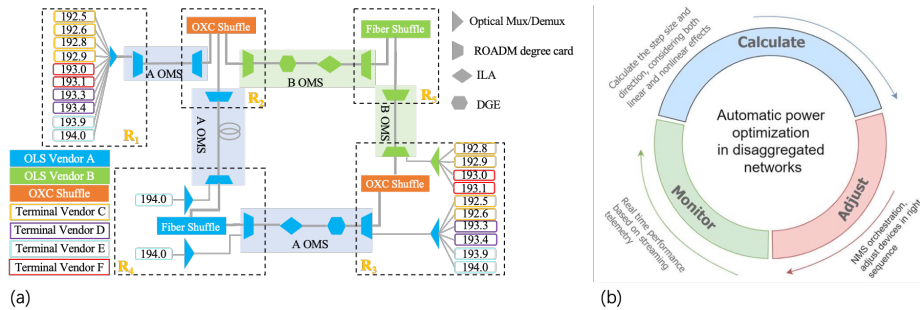 192.5
192.6
192.8
192.9
193.0
193.1
193.3
193.4
193.9
194.0
R1
A OMS
OXC Shuffle
R2
B OMS
Fiber Shuffle
R5
Optical Mux/Demux
ROADM degree card
ILA
DGE
A OMS
B OMS
OLS Vendor A
OLS Vendor B
OXC Shuffle
Terminal Vendor C
Terminal Vendor D
Terminal Vendor E
Terminal Vendor F
194.0
Fiber Shuffle
194.0
R4
A OMS
OXC Shuffle
R3
192.8
192.9
193.0
193.1
192.5
192.6
193.3
193.4
193.9
194.0
(a)
Calculate the step size and
direction, considering both
linear and nonlinear effects
Calculate
Automatic power
optimization
in disaggregated
networks
Monitor
Adjust
Real time performance
based on streaming
telemetry
NMS orchestration,
adjust devices in right
sequence
(b)